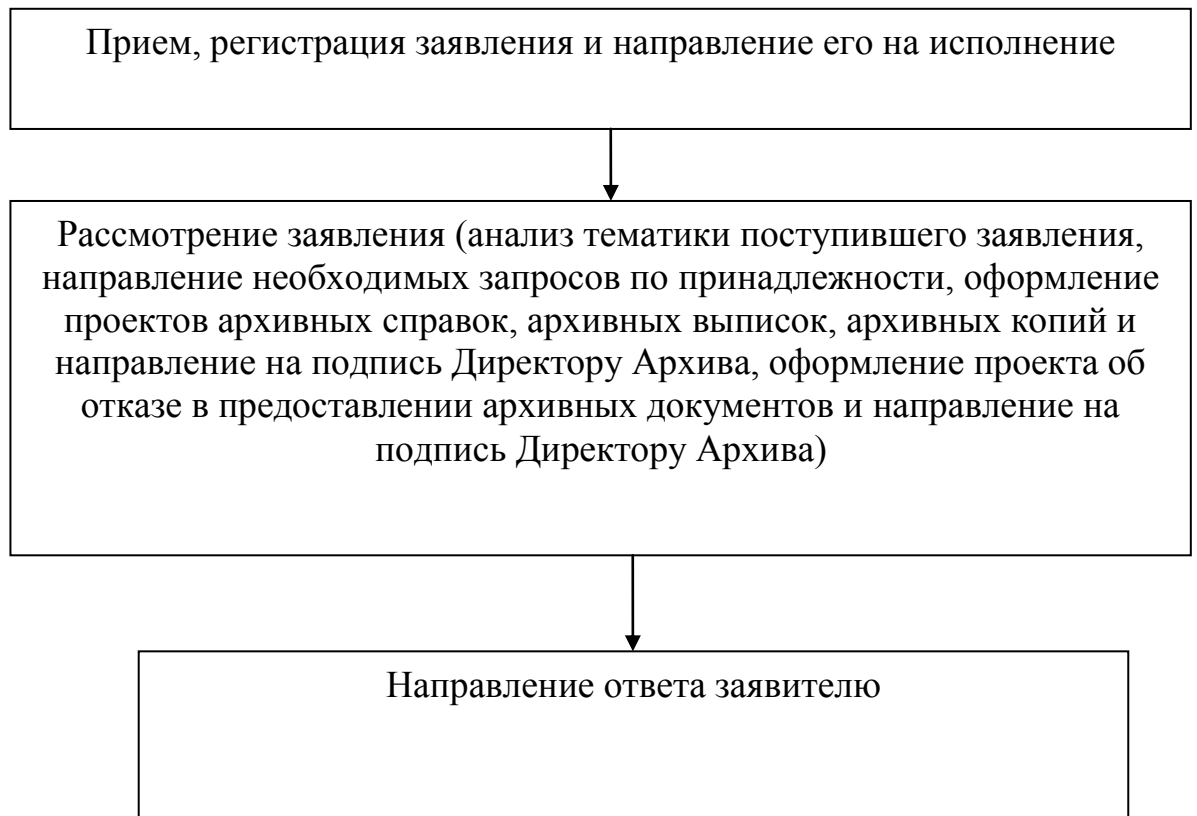 Прием, регистрация заявления и направление его на исполнение
Рассмотрение заявления (анализ тематики поступившего заявления,
направление необходимых запросов по принадлежности, оформление
проектов архивных справок, архивных выписок, архивных копий и
направление на подпись Директору Архива, оформление проекта об
отказе в предоставлении архивных документов и направление на
подпись Директору Архива)
Направление ответа заявителю